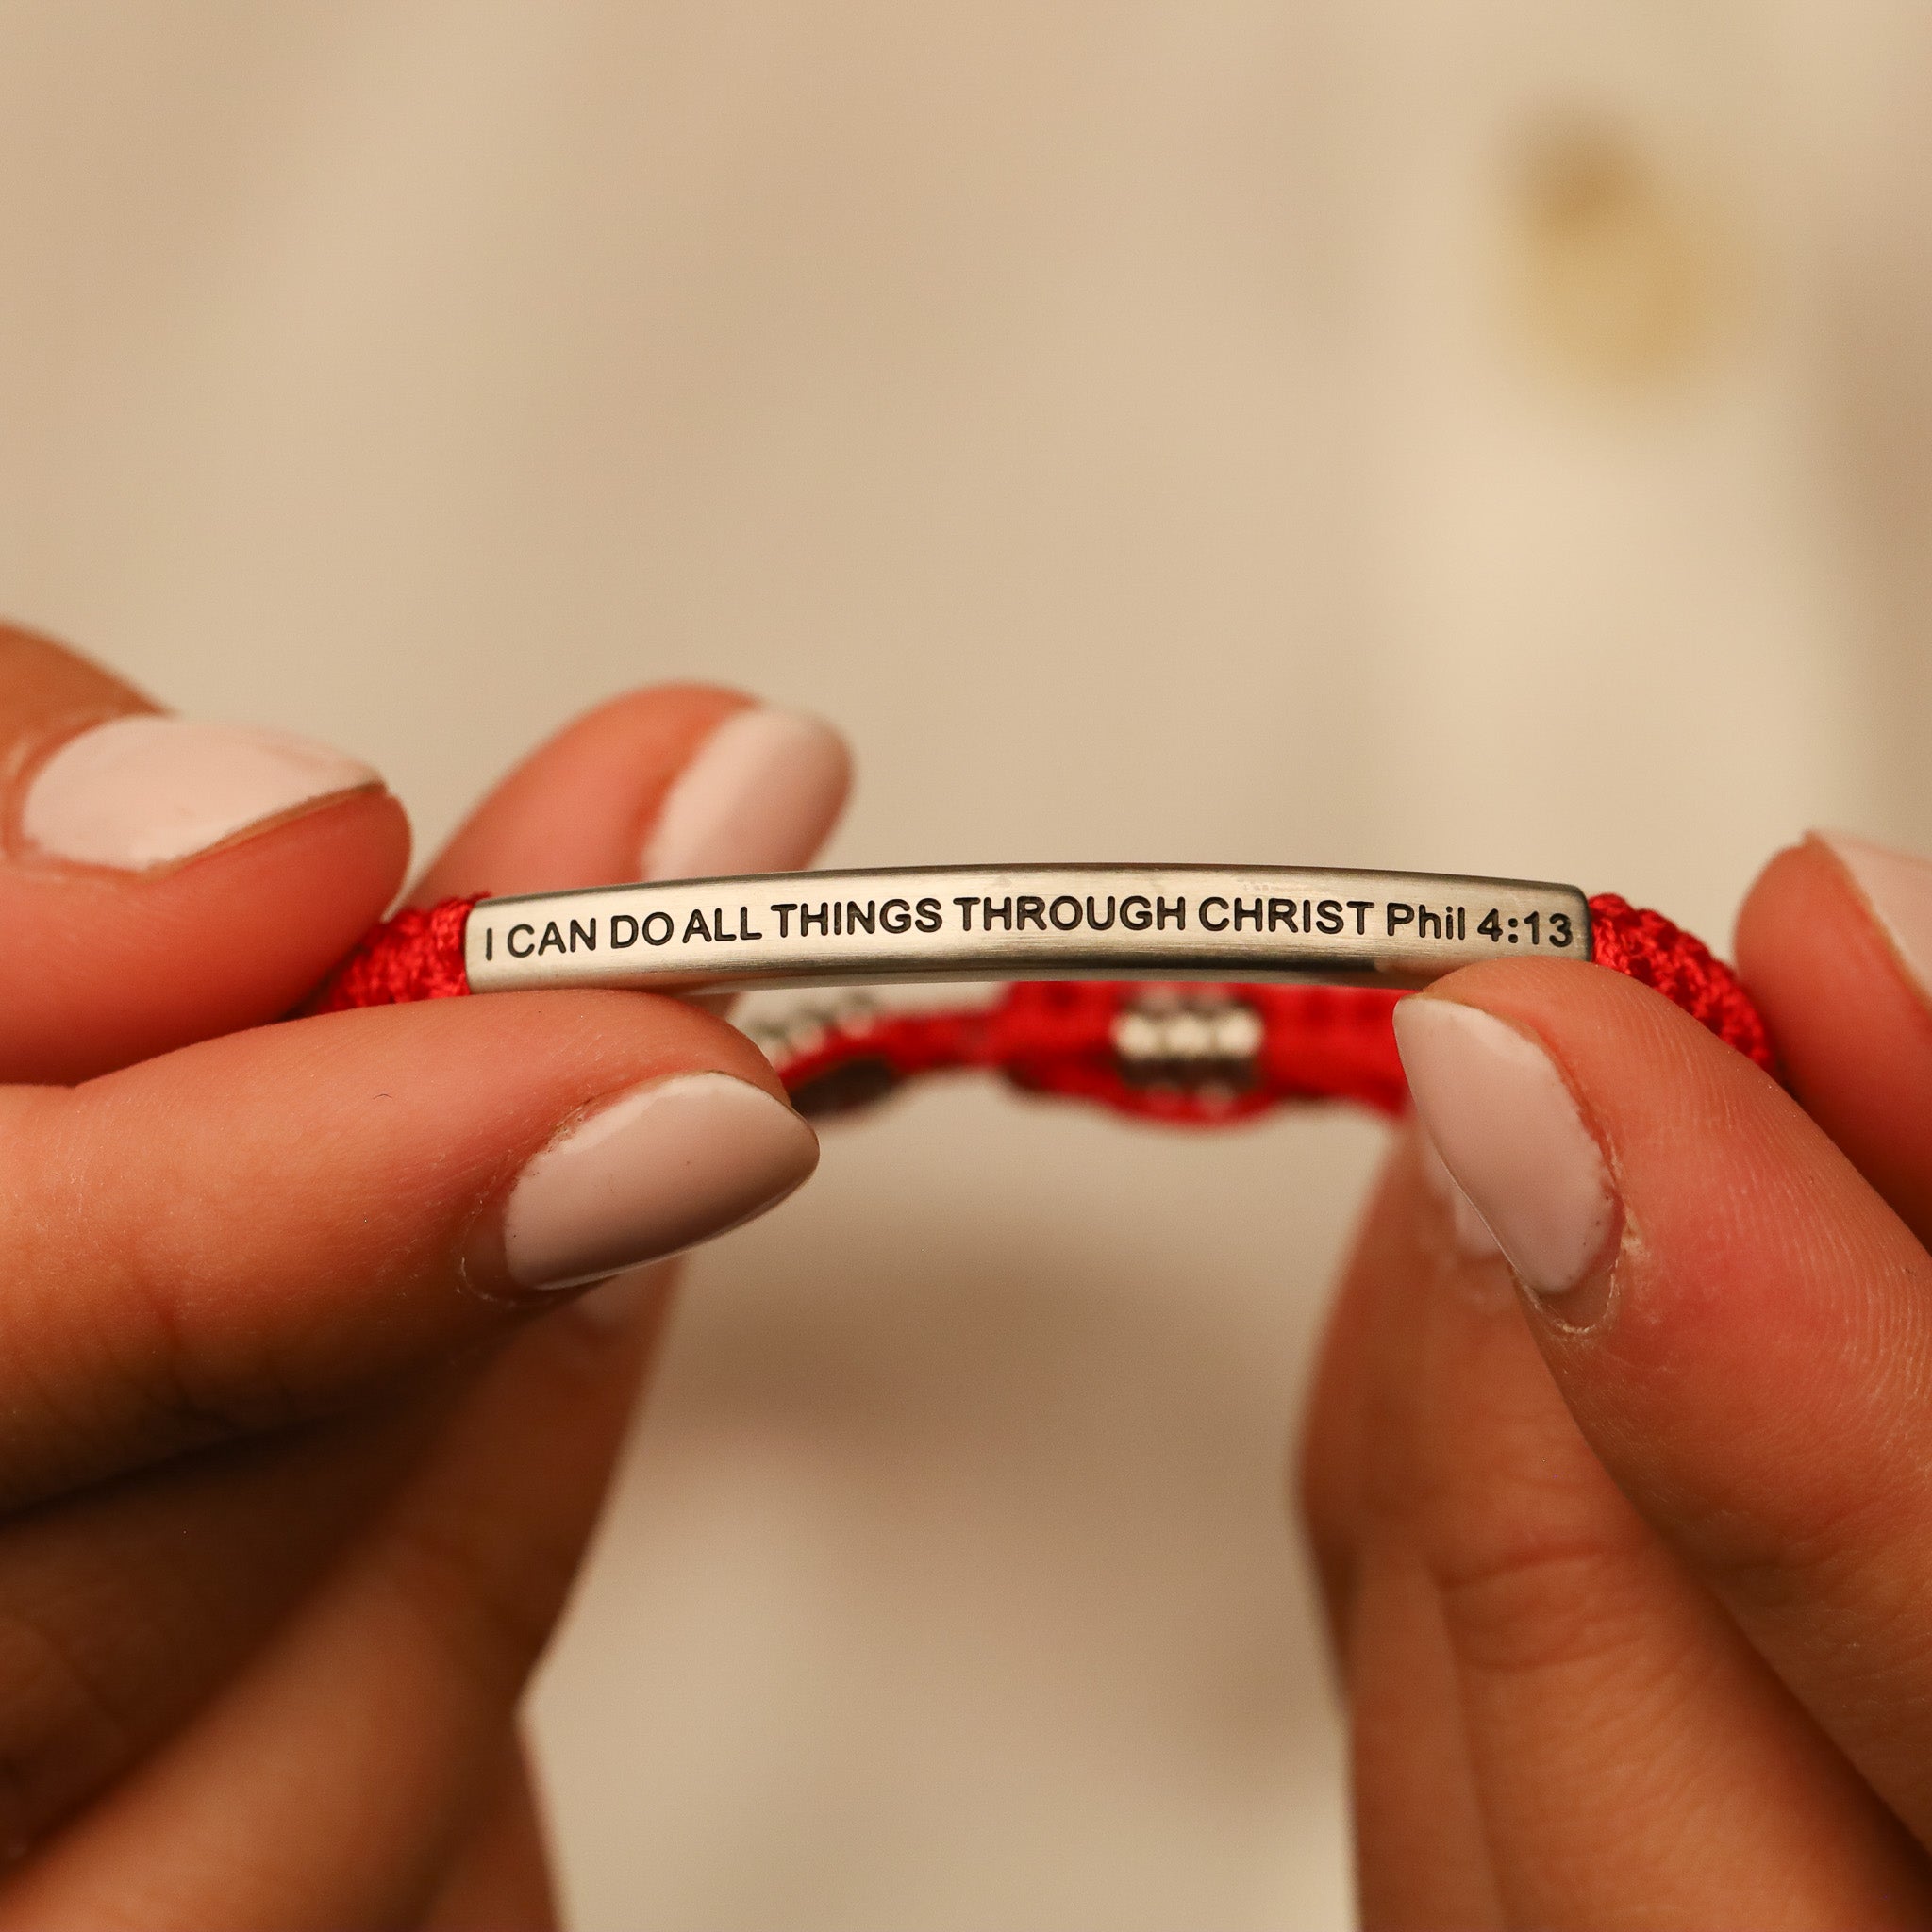 I CAN DO ALL THINGS THROUGH CHRIST Phil 4:13